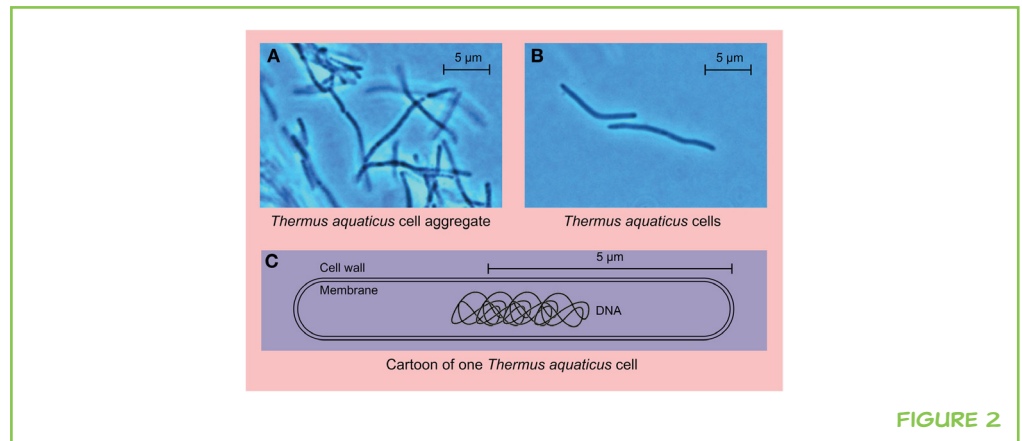 A
5 μm
B
5 μm
Thermus aquaticus cell aggregate
Thermus aquaticus cells
C
5 μm
Cell wall
Membrane
DNA
Cartoon of one Thermus aquaticus cell
FIGURE 2